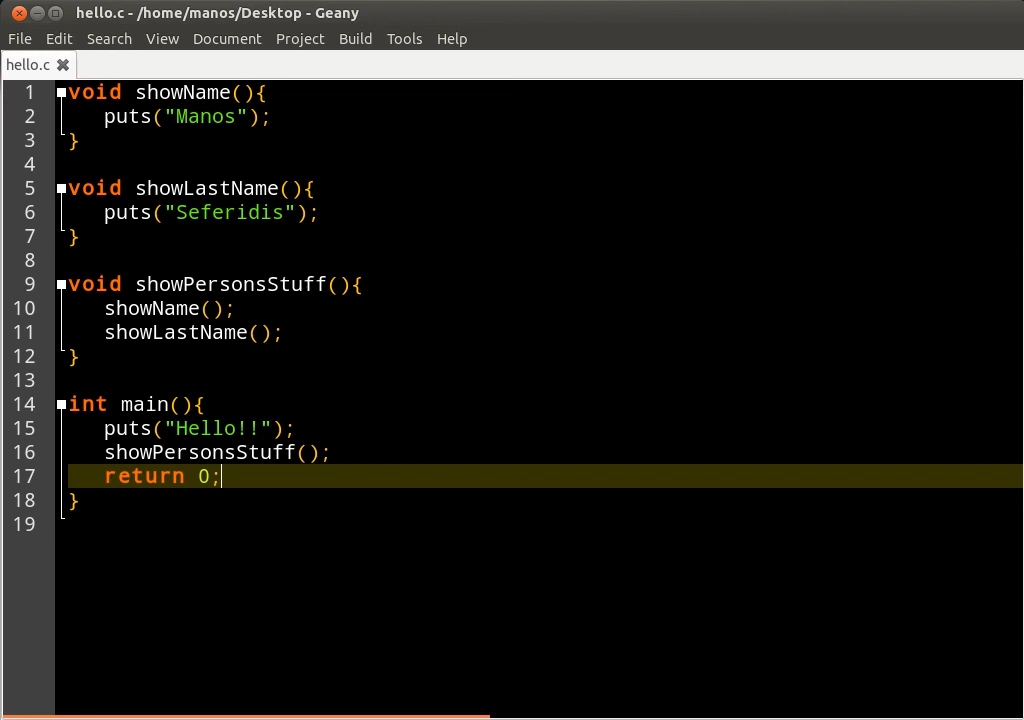 hello.c - /home/manos/Desktop - Geany
File Edit Search View Document Project Build Tools Help
hello.c
1 void showName(){
2 puts("Manos");
3 }
4
5 void showLastName(){
6 puts("Seferidis");
7 }
8
9 void showPersonsStuff(){
10 showName();
11 showLastName();
12 }
13
14 int main(){
15 puts("Hello!!");
16 showPersonsStuff();
17 return 0;
18 }
19